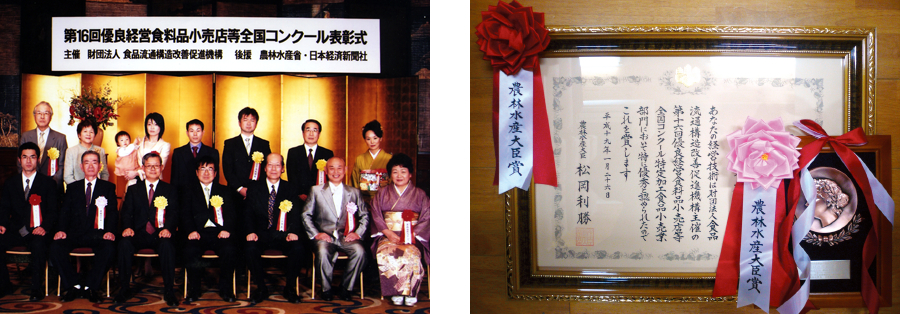 第16回優良経営食料品小売店等全国コンクール表彰式
主催 財団法人 食品流通構造改善促進機構 後援 農林水産省・日本経済新聞社
農林水産大臣賞
あなたの経営技術は財団法人食品
流通構造改善促進機構主催の
第十六回優良経営食料品小売店等
全国コンクール特定加工食品小売業
部門において特に優秀と認められたので
これを賞します
平成十九年一月二十六日
農林水産大臣 松岡利勝
農林水産大臣賞